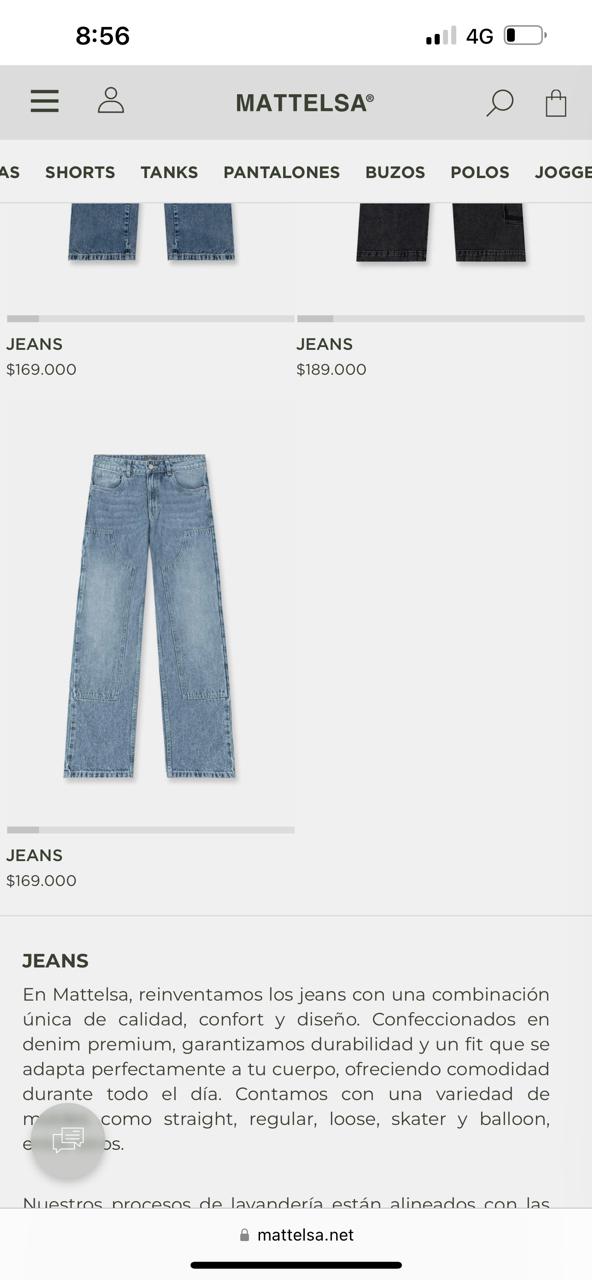 8:56
4G
MATTELSA®
AS SHORTS TANKS PANTALONES BUZOS POLOS JOGGE
JEANS
$169.000
JEANS
$189.000
JEANS
$169.000
JEANS
En Mattelsa, reinventamos los jeans con una combinación
única de calidad, confort y diseño. Confeccionados en
denim premium, garantizamos durabilidad y un fit que se
adapta perfectamente a tu cuerpo, ofreciendo comodidad
durante todo el día. Contamos con una variedad de
como straight, regular, loose, skater y balloon,
Nuestros procesos de lavandería están alineados con las
mattelsa.net